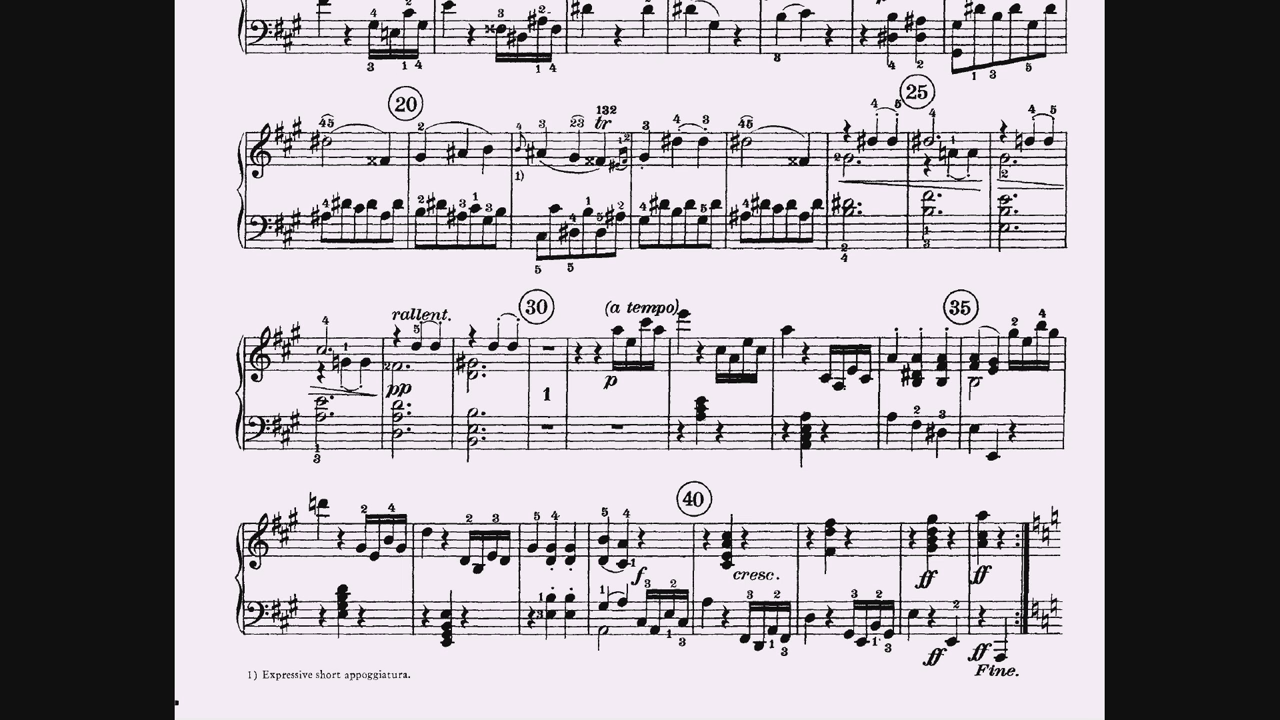 20
25
132
tr
1)
30
35
rallent.
(a tempo)
pp
p
1
40
f
cresc.
ff
ff
ff
ff
Fine.
1) Expressive short appoggiatura.